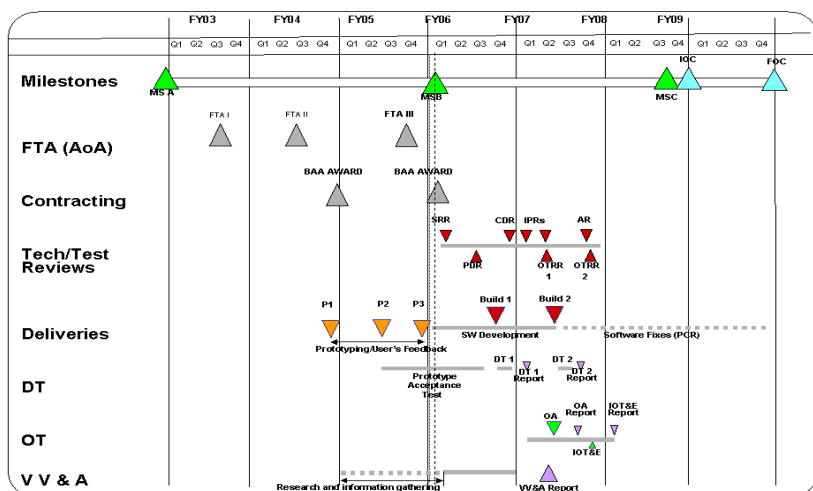 FY03 FY04 FY05 FY06 FY07 FY08 FY09
Q1 Q2 Q3 Q4 Q1 Q2 Q3 Q4 Q1 Q2 Q3 Q4 Q1 Q2 Q3 Q4 Q1 Q2 Q3 Q4 Q1 Q2 Q3 Q4 Q1 Q2 Q3 Q4
IOC FOC
Milestones
MS A MSB MSC
FTA I FTA II FTA III
FTA (AoA)
BAA AWARD BAA AWARD
Contracting
SRR CDR IPRs AR
Tech/Test
Reviews
PDR OTRR
1 OTRR
2
P1 P2 P3 Build 1 Build 2
Deliveries
SW Development Software Fixes (PCR)
Prototyping/User's Feedback
DT 1 DT 2
DT
Prototype
Acceptance
Test
DT 1
Report
DT 2
Report
OA OA
Report
IOT&E
Report
OT
IOT&E
V V & A
Research and information gathering VV&A Report